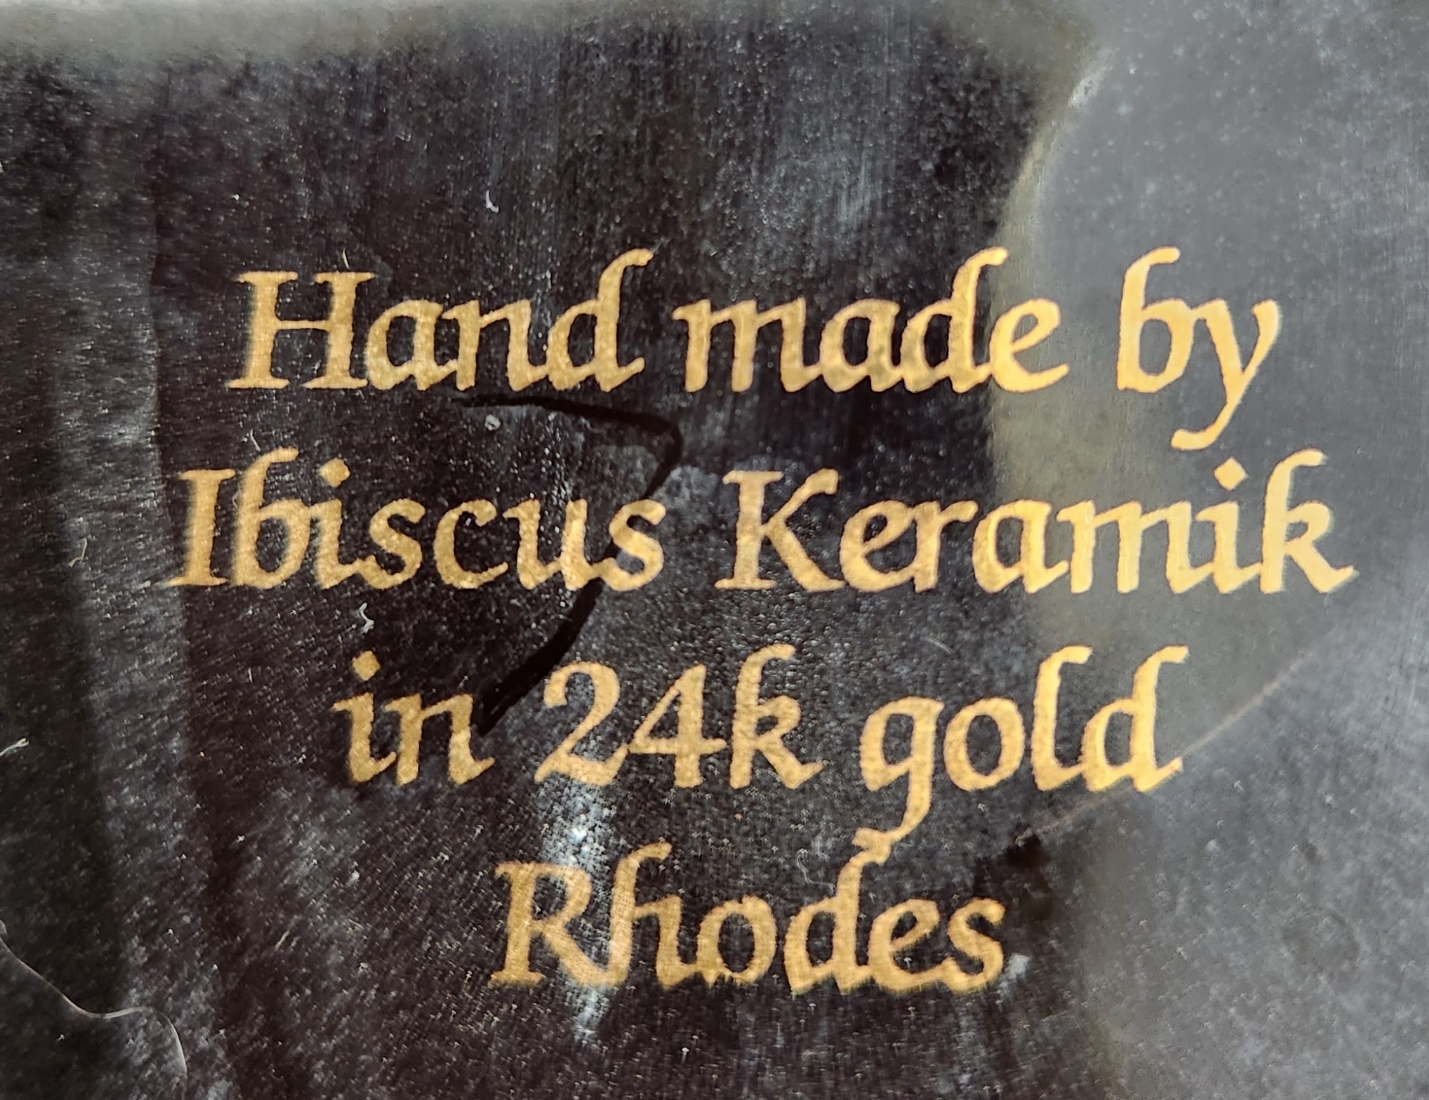 Hand made by
Ibiscus Keramik
in 24k gold
Rhodes